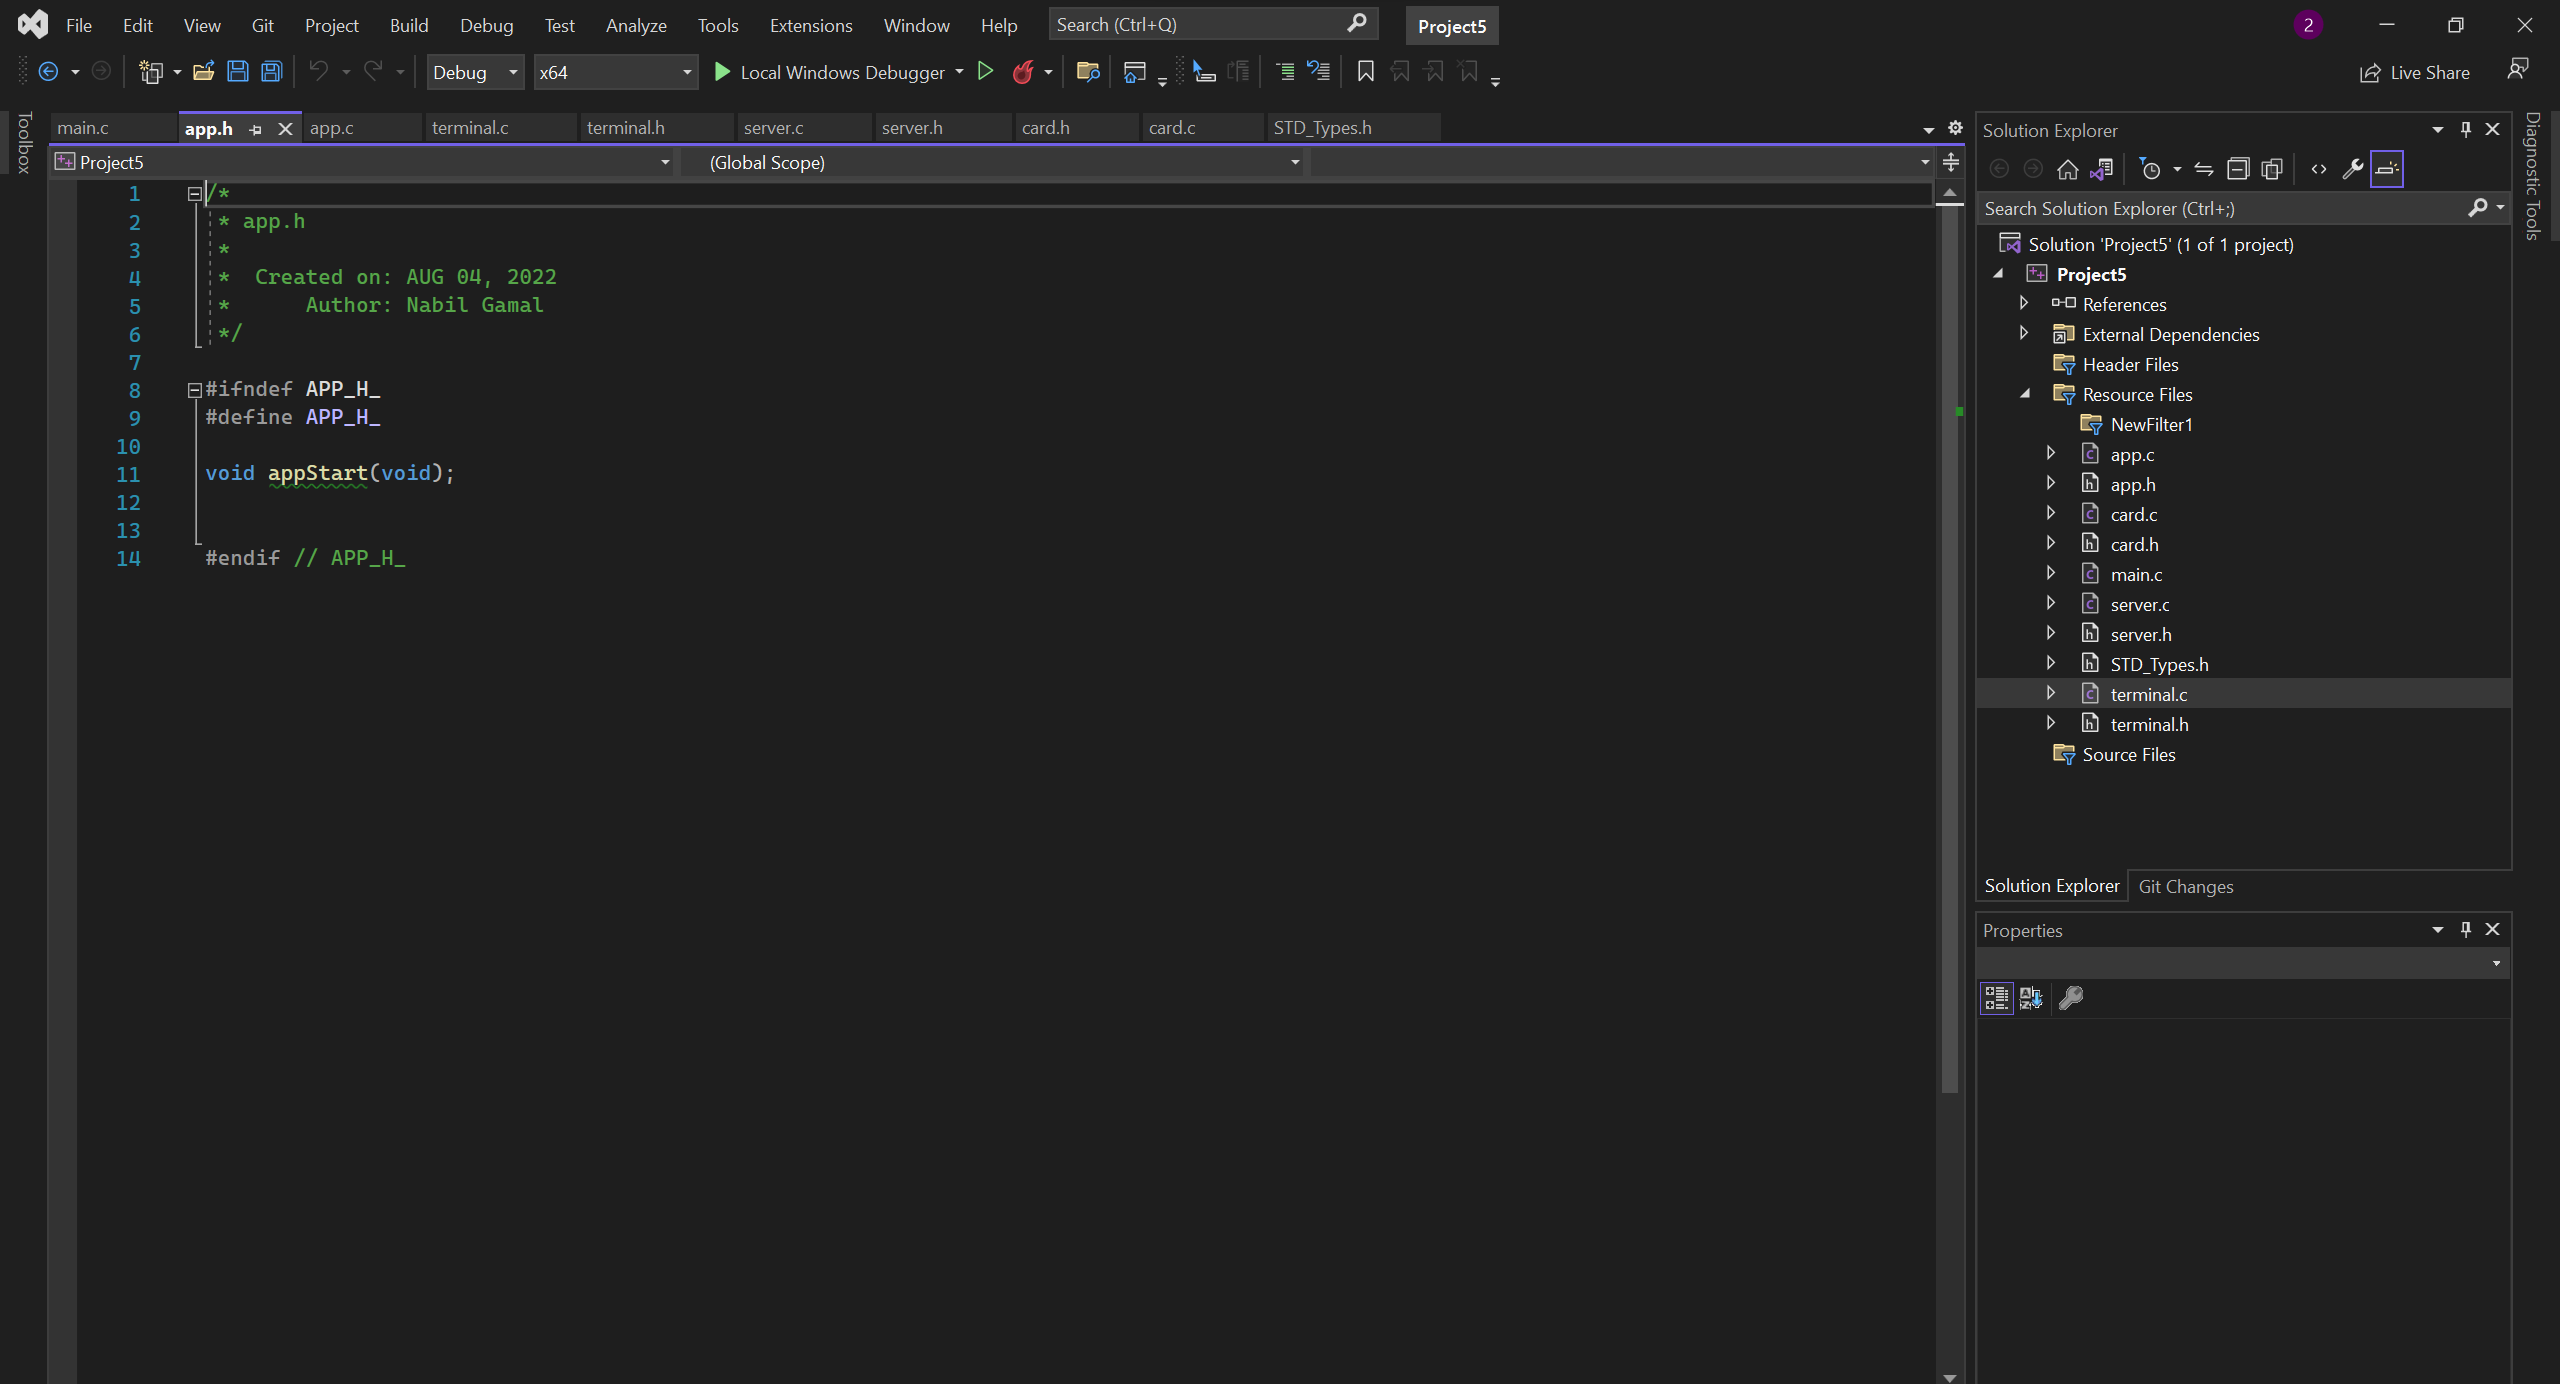 File Edit View Git Project Build Debug Test Analyze Tools Extensions Window Help Search (Ctrl+Q) Project5 2
Debug x64 Local Windows Debugger Live Share
Toolbox
main.c app.h app.c terminal.c terminal.h server.c server.h card.h card.c STD_Types.h
Project5 (Global Scope)
1 /*
2 * app.h
3 *
4 *  Created on: AUG 04, 2022
5 *      Author: Nabil Gamal
6 */
7
8 #ifndef APP_H_
9 #define APP_H_
10
11 void appStart(void);
12
13
14 #endif // APP_H_
Solution Explorer
Search Solution Explorer (Ctrl+;)
Solution 'Project5' (1 of 1 project)
Project5
References
External Dependencies
Header Files
Resource Files
NewFilter1
app.c
app.h
card.c
card.h
main.c
server.c
server.h
STD_Types.h
terminal.c
terminal.h
Source Files
Solution Explorer Git Changes
Properties
Diagnostic Tools